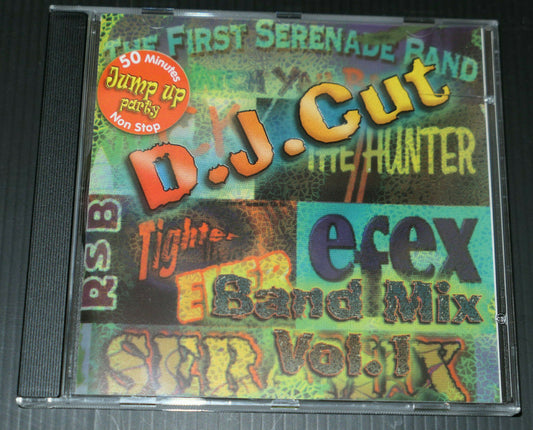 THE FIRST SERENADE BAND
50 Minutes
Jump up
party
Non Stop
D.J.Cut
THE HUNTER
RSB
Tighter
efex
Band Mix
Vol.1